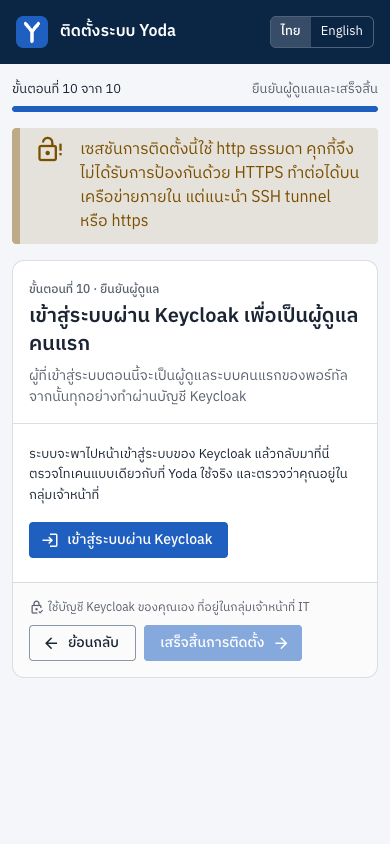 ติดตั้งระบบ Yoda
ไทย
English
ขั้นตอนที่ 10 จาก 10
ยืนยันผู้ดูแลและเสร็จสิ้น
เซสชันการติดตั้งนี้ใช้ http ธรรมดา คุกกี้จึง
ไม่ได้รับการป้องกันด้วย HTTPS ทำต่อได้บน
เครือข่ายภายใน แต่แนะนำ SSH tunnel
หรือ https
ขั้นตอนที่ 10 · ยืนยันผู้ดูแล
เข้าสู่ระบบผ่าน Keycloak เพื่อเป็นผู้ดูแล
คนแรก
ผู้ที่เข้าสู่ระบบตอนนี้จะเป็นผู้ดูแลระบบคนแรกของพอร์ทัล
จากนั้นทุกอย่างทำผ่านบัญชี Keycloak
ระบบจะพาไปหน้าเข้าสู่ระบบของ Keycloak แล้วกลับมาที่นี่
ตรวจโทเคนแบบเดียวกับที่ Yoda ใช้จริง และตรวจว่าคุณอยู่ใน
กลุ่มเจ้าหน้าที่
เข้าสู่ระบบผ่าน Keycloak
ใช้บัญชี Keycloak ของคุณเอง ที่อยู่ในกลุ่มเจ้าหน้าที่ IT
ย้อนกลับ
เสร็จสิ้นการติดตั้ง